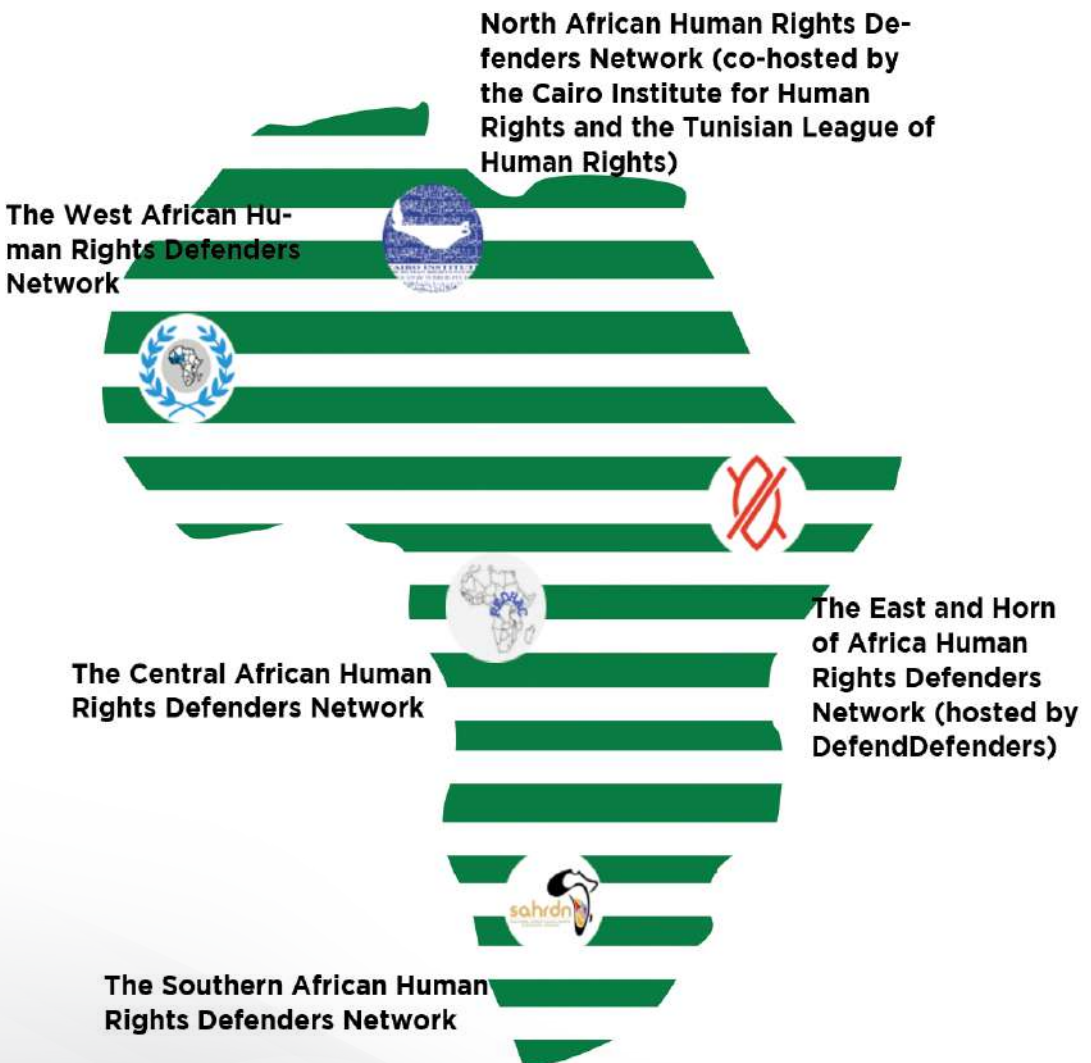 North African Human Rights De-
fenders Network (co-hosted by
the Cairo Institute for Human
Rights and the Tunisian League of
Human Rights)
The West African Hu-
man Rights Defenders
Network
CAIRO INSTITUTE
REDHAC
The East and Horn
of Africa Human
Rights Defenders
Network (hosted by
DefendDefenders)
The Central African Human
Rights Defenders Network
sahrdn
The Southern African Human
Rights Defenders Network